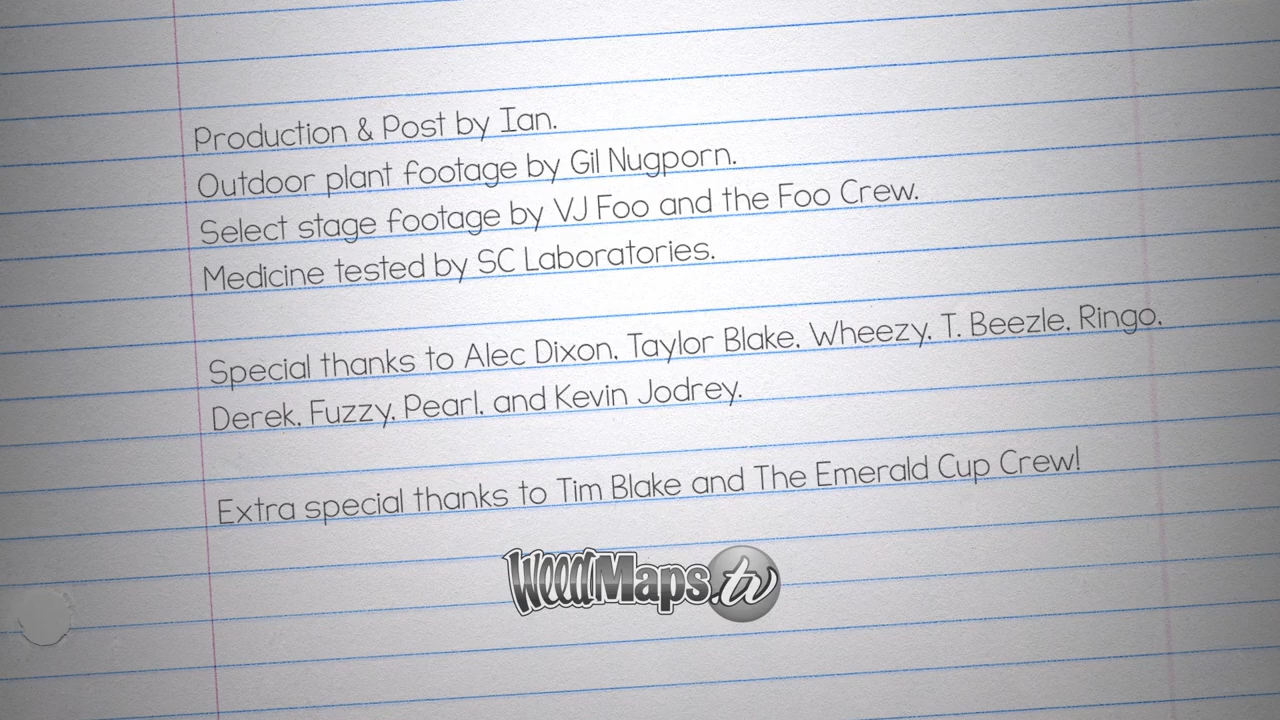 Production & Post by Ian.
Outdoor plant footage by Gil Nugporn.
Select stage footage by VJ Foo and the Foo Crew.
Medicine tested by SC Laboratories.
Special thanks to Alec Dixon, Taylor Blake, Wheezy, T. Beezle, Ringo,
Derek, Fuzzy, Pearl, and Kevin Jodrey.
Extra special thanks to Tim Blake and The Emerald Cup Crew!
WeedMaps.tv